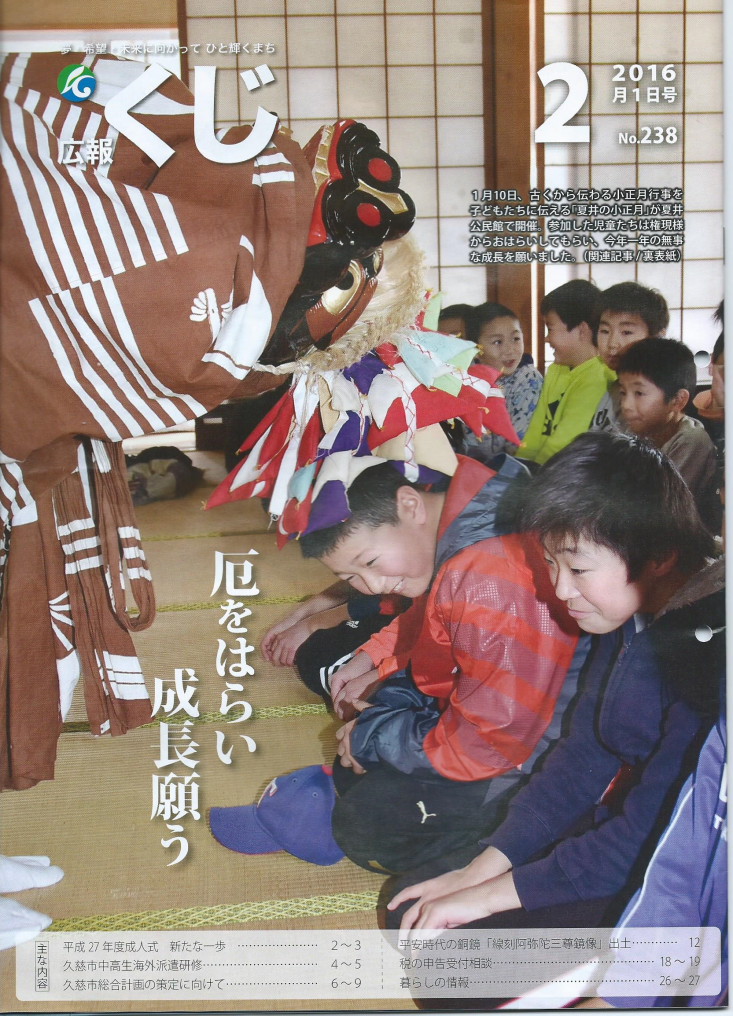 夢・希望・未来に向かって ひと輝くまち
広報
くじ
2
2016
月1日号
No.238
1月10日、古くから伝わる小正月行事を
子どもたちに伝える「夏井の小正月」が夏井
公民館で開催。参加した児童たちは権現様
からおはらいしてもらい、今年一年の無事
な成長を願いました。（関連記事/裏表紙）
厄をはらい
成長願う
主な内容
平成27年度成人式 新たな一歩 ………………… 2～3
久慈市中高生海外派遣研修………………………… 4～5
久慈市総合計画の策定に向けて…………………… 6～9
平安時代の銅鏡「線刻阿弥陀三尊鏡像」出土………… 12
税の申告受付相談……………………………… 18～19
暮らしの情報…………………………………… 26～27